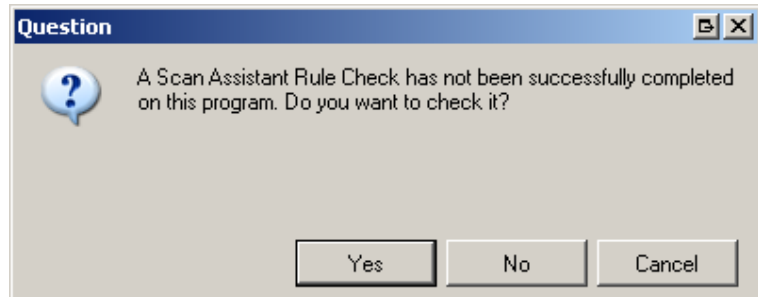 Question
A Scan Assistant Rule Check has not been successfully completed
on this program. Do you want to check it?
Yes No Cancel